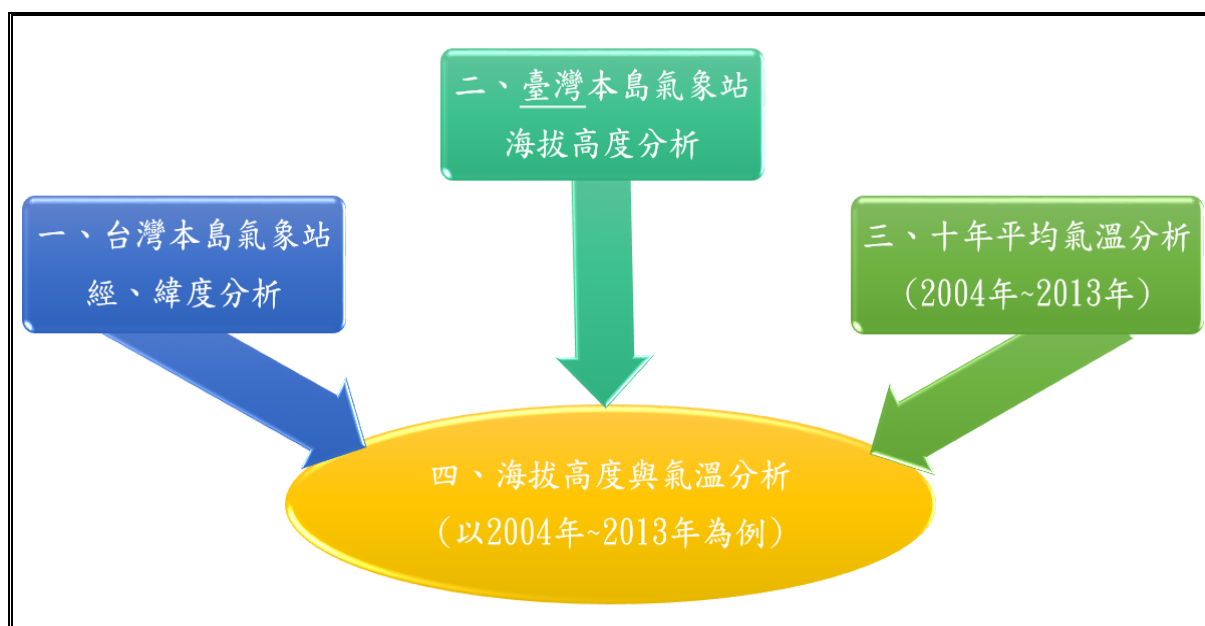 一、台灣本島氣象站
經、緯度分析
二、臺灣本島氣象站
海拔高度分析
三、十年平均氣溫分析
(2004年~2013年)
四、海拔高度與氣溫分析
(以2004年~2013年為例)